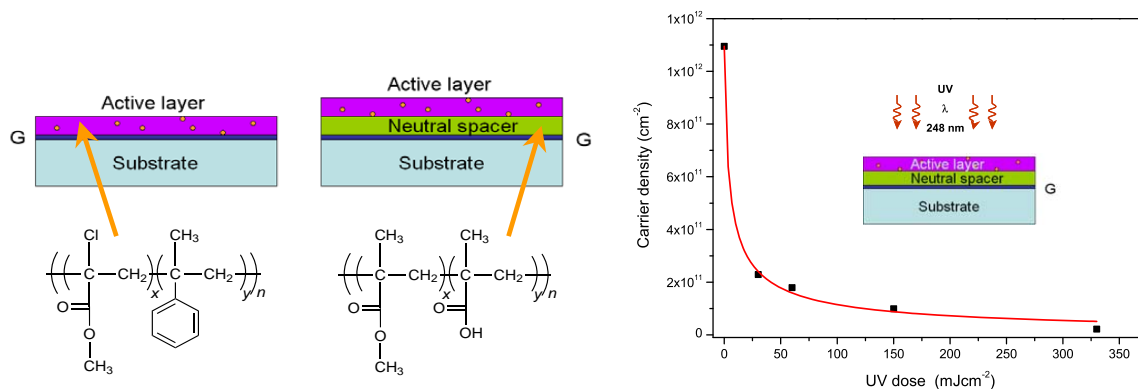 Active layer
G
Substrate
Active layer
Neutral spacer
G
Substrate
Cl
CH3
C
CH2
C
CH2
x
y
n
O
C
O
CH3
CH3
CH3
C
CH2
C
CH2
x
y
n
O
C
O
C
O
OH
CH3
1x10^12
1x10^12
8x10^11
6x10^11
4x10^11
2x10^11
0
Carrier density (cm^-2)
UV
λ
248 nm
Active layer
Neutral spacer
G
Substrate
0 50 100 150 200 250 300 350
UV dose (mJcm^-2)